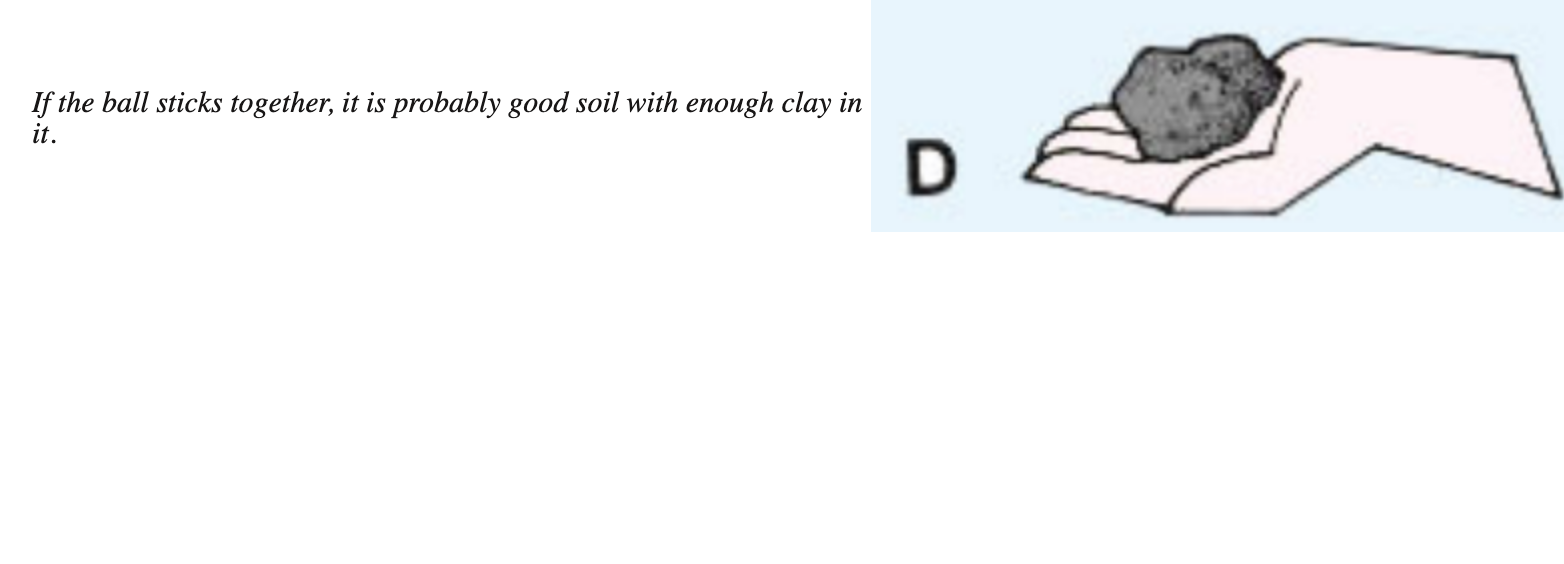 If the ball sticks together, it is probably good soil with enough clay in
it.
D